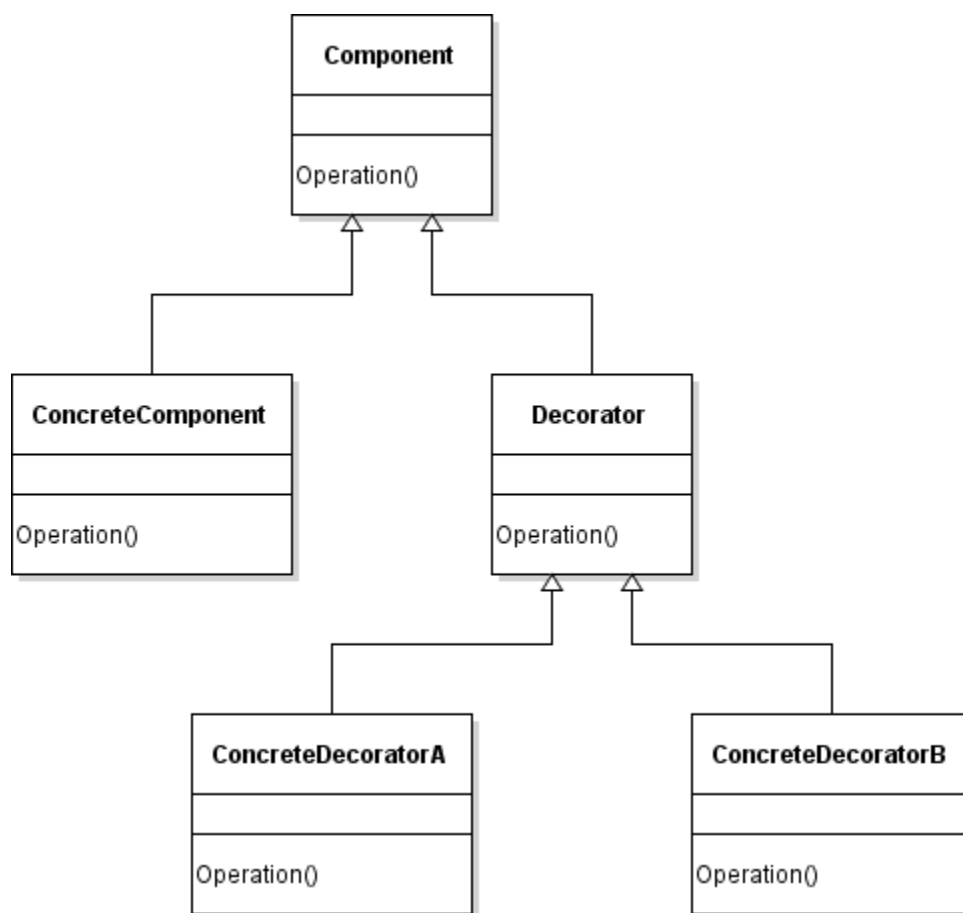 Component
Operation()
ConcreteComponent
Operation()
Decorator
Operation()
ConcreteDecoratorA
Operation()
ConcreteDecoratorB
Operation()